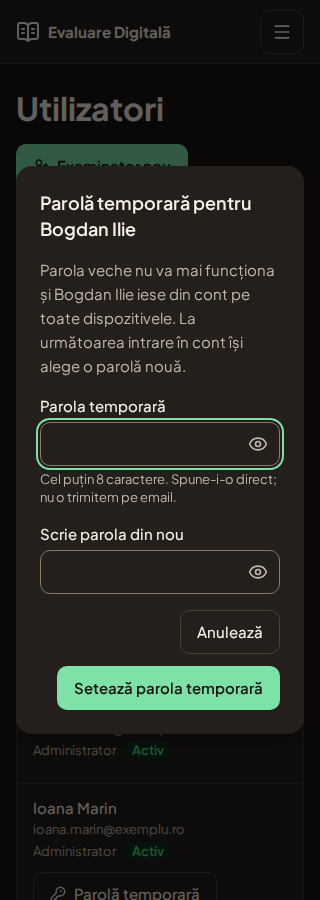 Evaluare Digitală
Utilizatori
Examinator nou
Parolă temporară pentru
Bogdan Ilie
Parola veche nu va mai funcționa
și Bogdan Ilie iese din cont pe
toate dispozitivele. La
următoarea intrare în cont își
alege o parolă nouă.
Parola temporară
Cel puțin 8 caractere. Spune-i-o direct;
nu o trimitem pe email.
Scrie parola din nou
Anulează
Setează parola temporară
Administrator Activ
Ioana Marin
ioana.marin@exemplu.ro
Administrator Activ
Parolă temporară